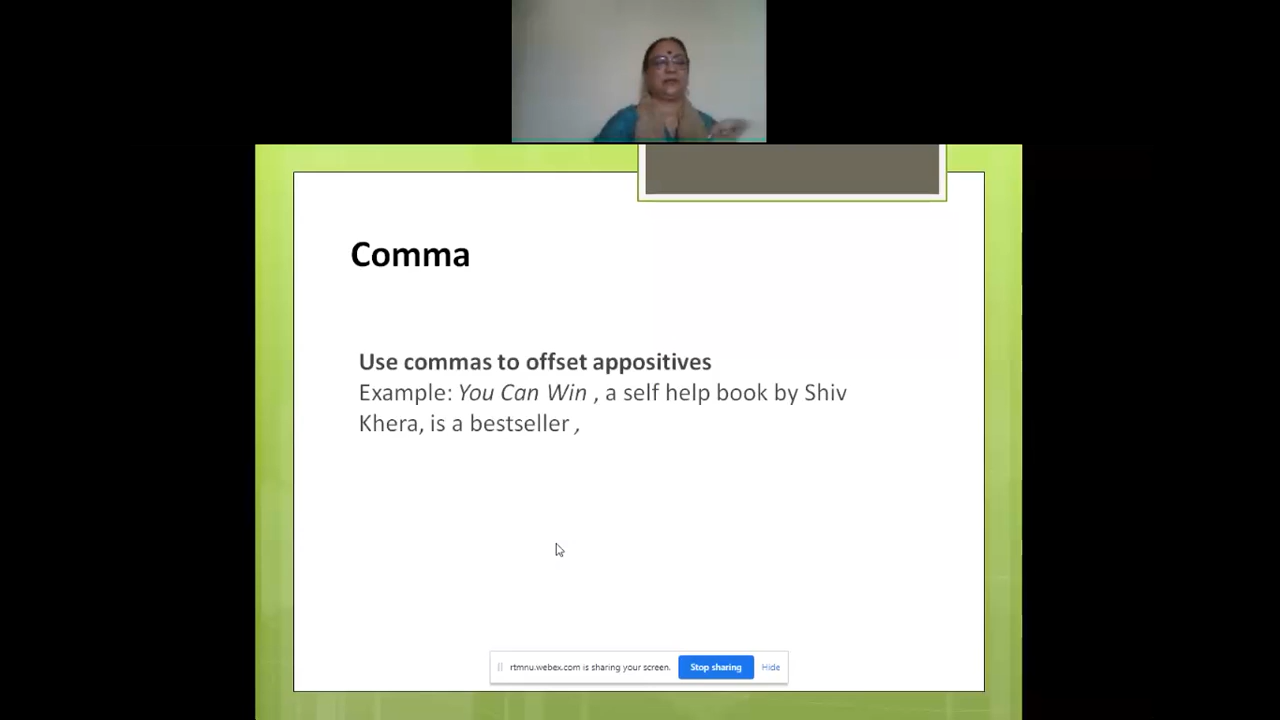 Comma
Use commas to offset appositives
Example: You Can Win , a self help book by Shiv
Khera, is a bestseller ,
rtmnu.webex.com is sharing your screen. Stop sharing Hide